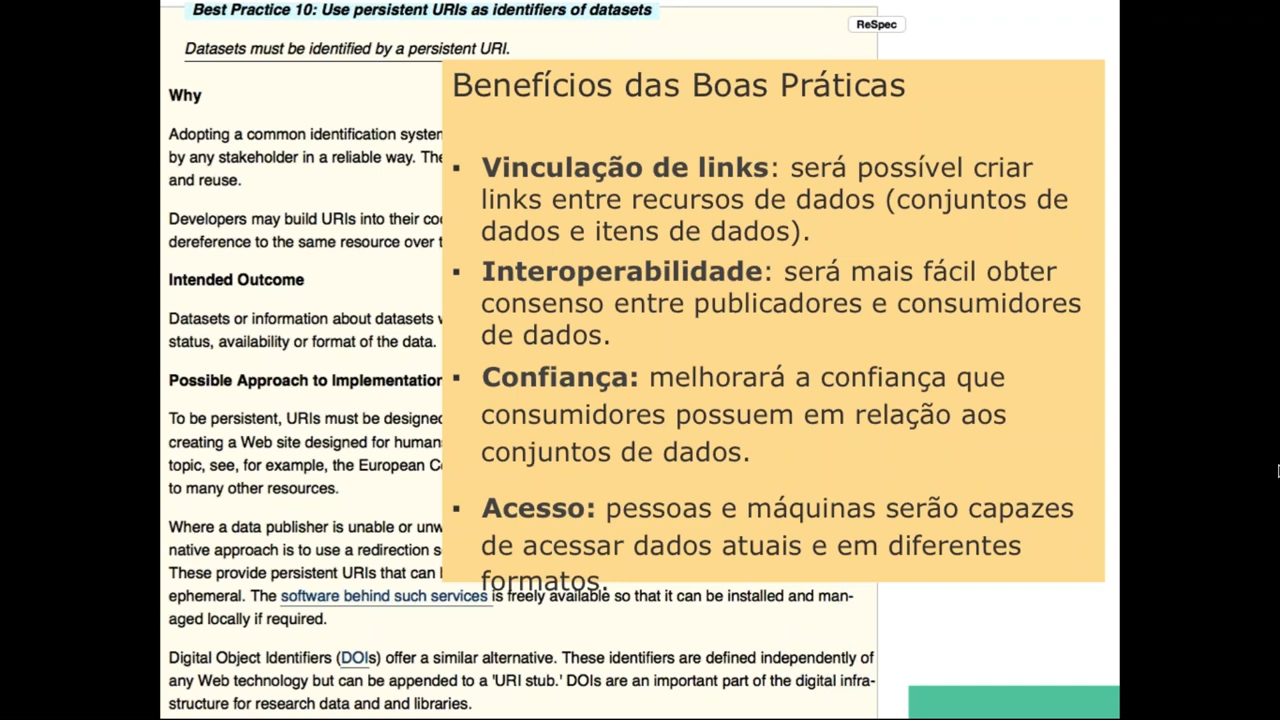 Best Practice 10: Use persistent URIs as identifiers of datasets
ReSpec
Datasets must be identified by a persistent URI.
Why
Adopting a common identification system
by any stakeholder in a reliable way. The
and reuse.
Developers may build URIs into their
dereference to the same resource over
Intended Outcome
Datasets or information about datasets
status, availability or format of the data.
Possible Approach to Implementation
To be persistent, URIs must be designed
creating a Web site designed for human
topic, see, for example, the European
to many other resources.
Where a data publisher is unable or
native approach is to use a redirection
These provide persistent URIs that can
ephemeral. The software behind such services is freely available so that it can be installed and man-
aged locally if required.
Digital Object Identifiers (DOIs) offer a similar alternative. These identifiers are defined independently of
any Web technology but can be appended to a 'URI stub.' DOIs are an important part of the digital infra-
structure for research data and and libraries.
Benefícios das Boas Práticas
▪ Vinculação de links: será possível criar
links entre recursos de dados (conjuntos de
dados e itens de dados).
▪ Interoperabilidade: será mais fácil obter
consenso entre publicadores e consumidores
de dados.
▪ Confiança: melhorará a confiança que
consumidores possuem em relação aos
conjuntos de dados.
▪ Acesso: pessoas e máquinas serão capazes
de acessar dados atuais e em diferentes
formatos.